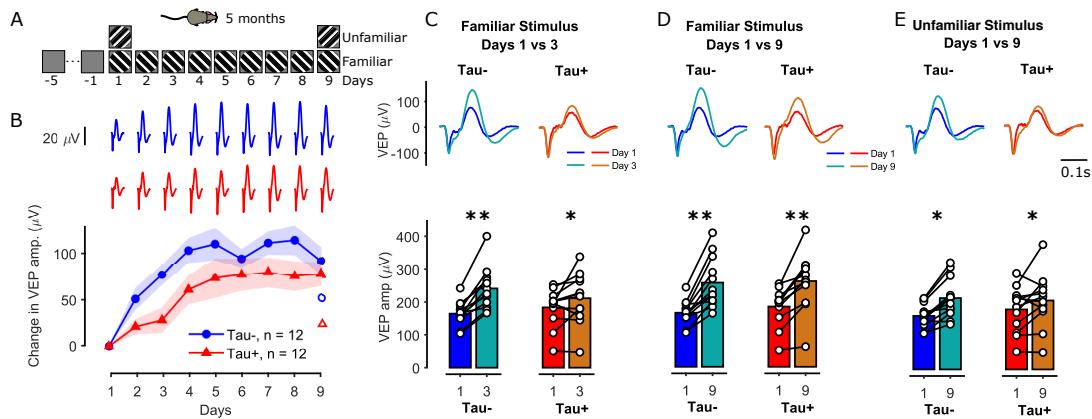 A
5 months
Unfamiliar
Familiar
-5 -1 1 2 3 4 5 6 7 8 9 Days
B
20 μV
Change in VEP amp. (μV)
100
50
0
Tau-, n = 12
Tau+, n = 12
1 2 3 4 5 6 7 8 9
Days
C
Familiar Stimulus
Days 1 vs 3
Tau- Tau+
VEP (μV)
100
0
-100
Day 1
Day 3
VEP amp (μV)
400
300
200
100
0
** *
1 3 1 3
Tau- Tau+
D
Familiar Stimulus
Days 1 vs 9
Tau- Tau+
Day 1
Day 9
** **
1 9 1 9
Tau- Tau+
E
Unfamiliar Stimulus
Days 1 vs 9
Tau- Tau+
0.1s
* *
1 9 1 9
Tau- Tau+